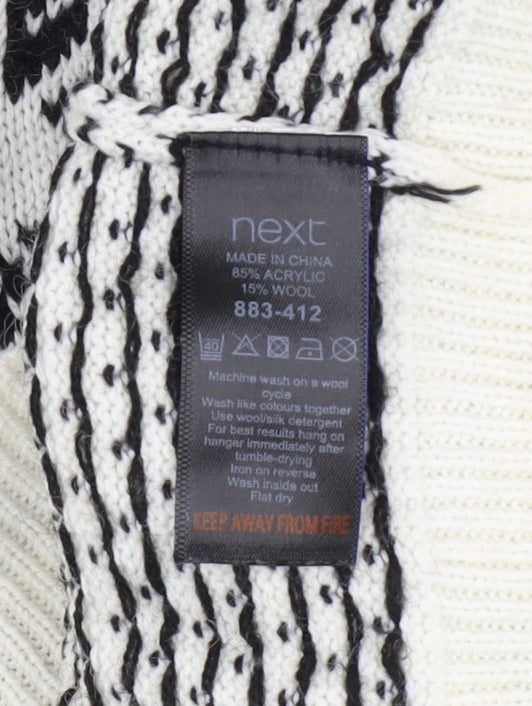 next
MADE IN CHINA
85% ACRYLIC
15% WOOL
883-412
40
Machine wash on a wool
cycle
Wash like colours together
Use wool/silk detergent
For best results hang on
hanger immediately after
tumble-drying
Iron on reverse
Wash inside out
Flat dry
KEEP AWAY FROM FIRE